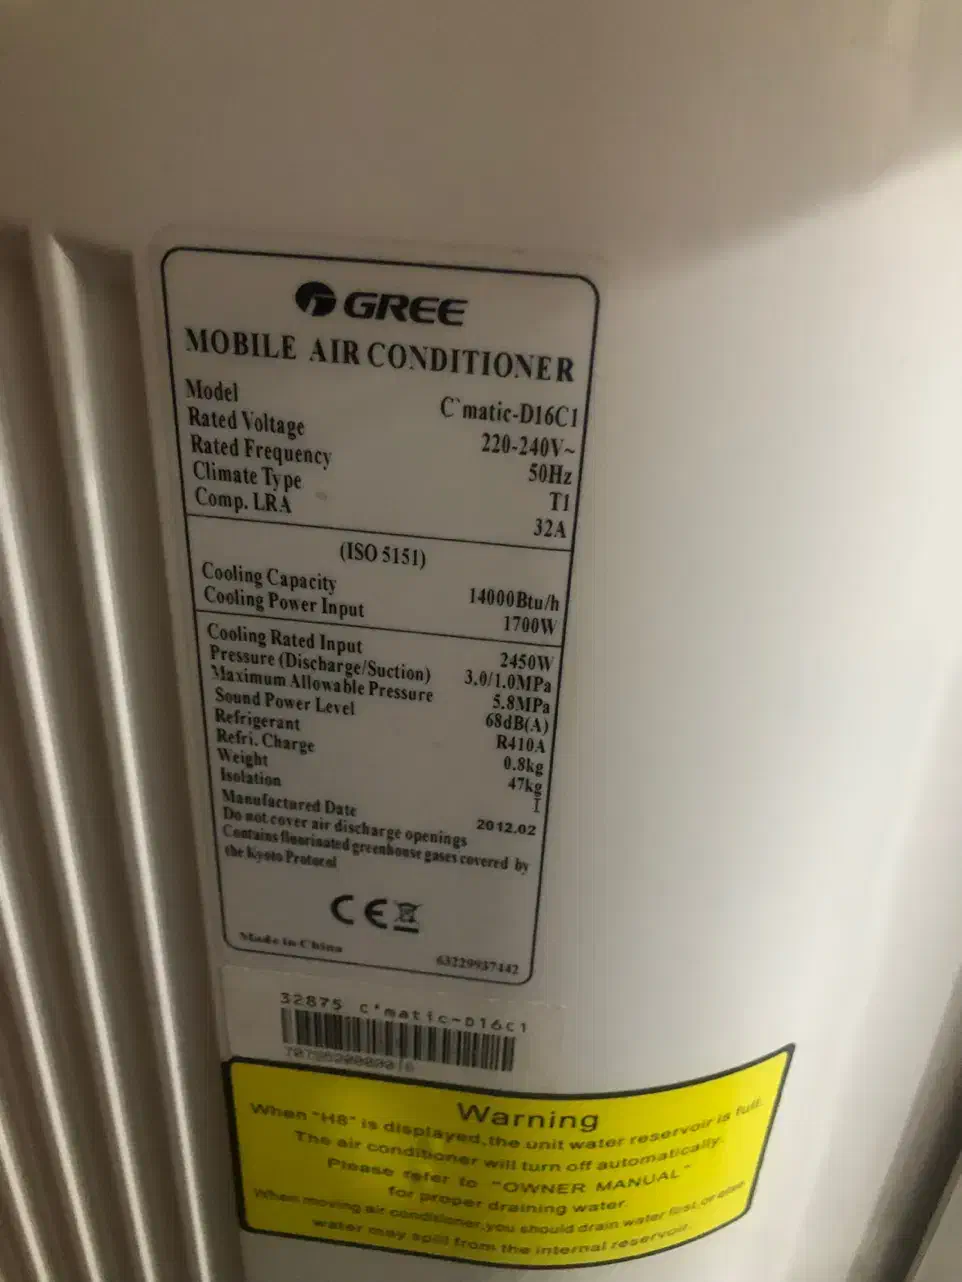 GREE
MOBILE AIR CONDITIONER
Model C`matic-D16C1
Rated Voltage 220-240V~
Rated Frequency 50Hz
Climate Type T1
Comp. LRA 32A
(ISO 5151)
Cooling Capacity 14000Btu/h
Cooling Power Input 1700W
Cooling Rated Input 2450W
Pressure (Discharge/Suction) 3.0/1.0MPa
Maximum Allowable Pressure 5.8MPa
Sound Power Level 68dB(A)
Refrigerant R410A
Refri. Charge 0.8kg
Weight 47kg
Isolation I
Manufactured Date 2012.02
Do not cover air discharge openings
Contains fluorinated greenhouse gases covered by
the Kyoto Protocol
CE
Made in China 63229937442
32875 c'matic-D16c1
Warning
When "H8" is displayed,the unit water reservoir is full.
The air conditioner will turn off automatically.
Please refer to "OWNER MANUAL"
for proper draining water.
When moving air conditioner,you should drain water first,or else
water may spill from the internal reservoir.